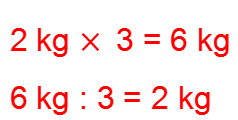 2 kg × 3 = 6 kg
6 kg : 3 = 2 kg